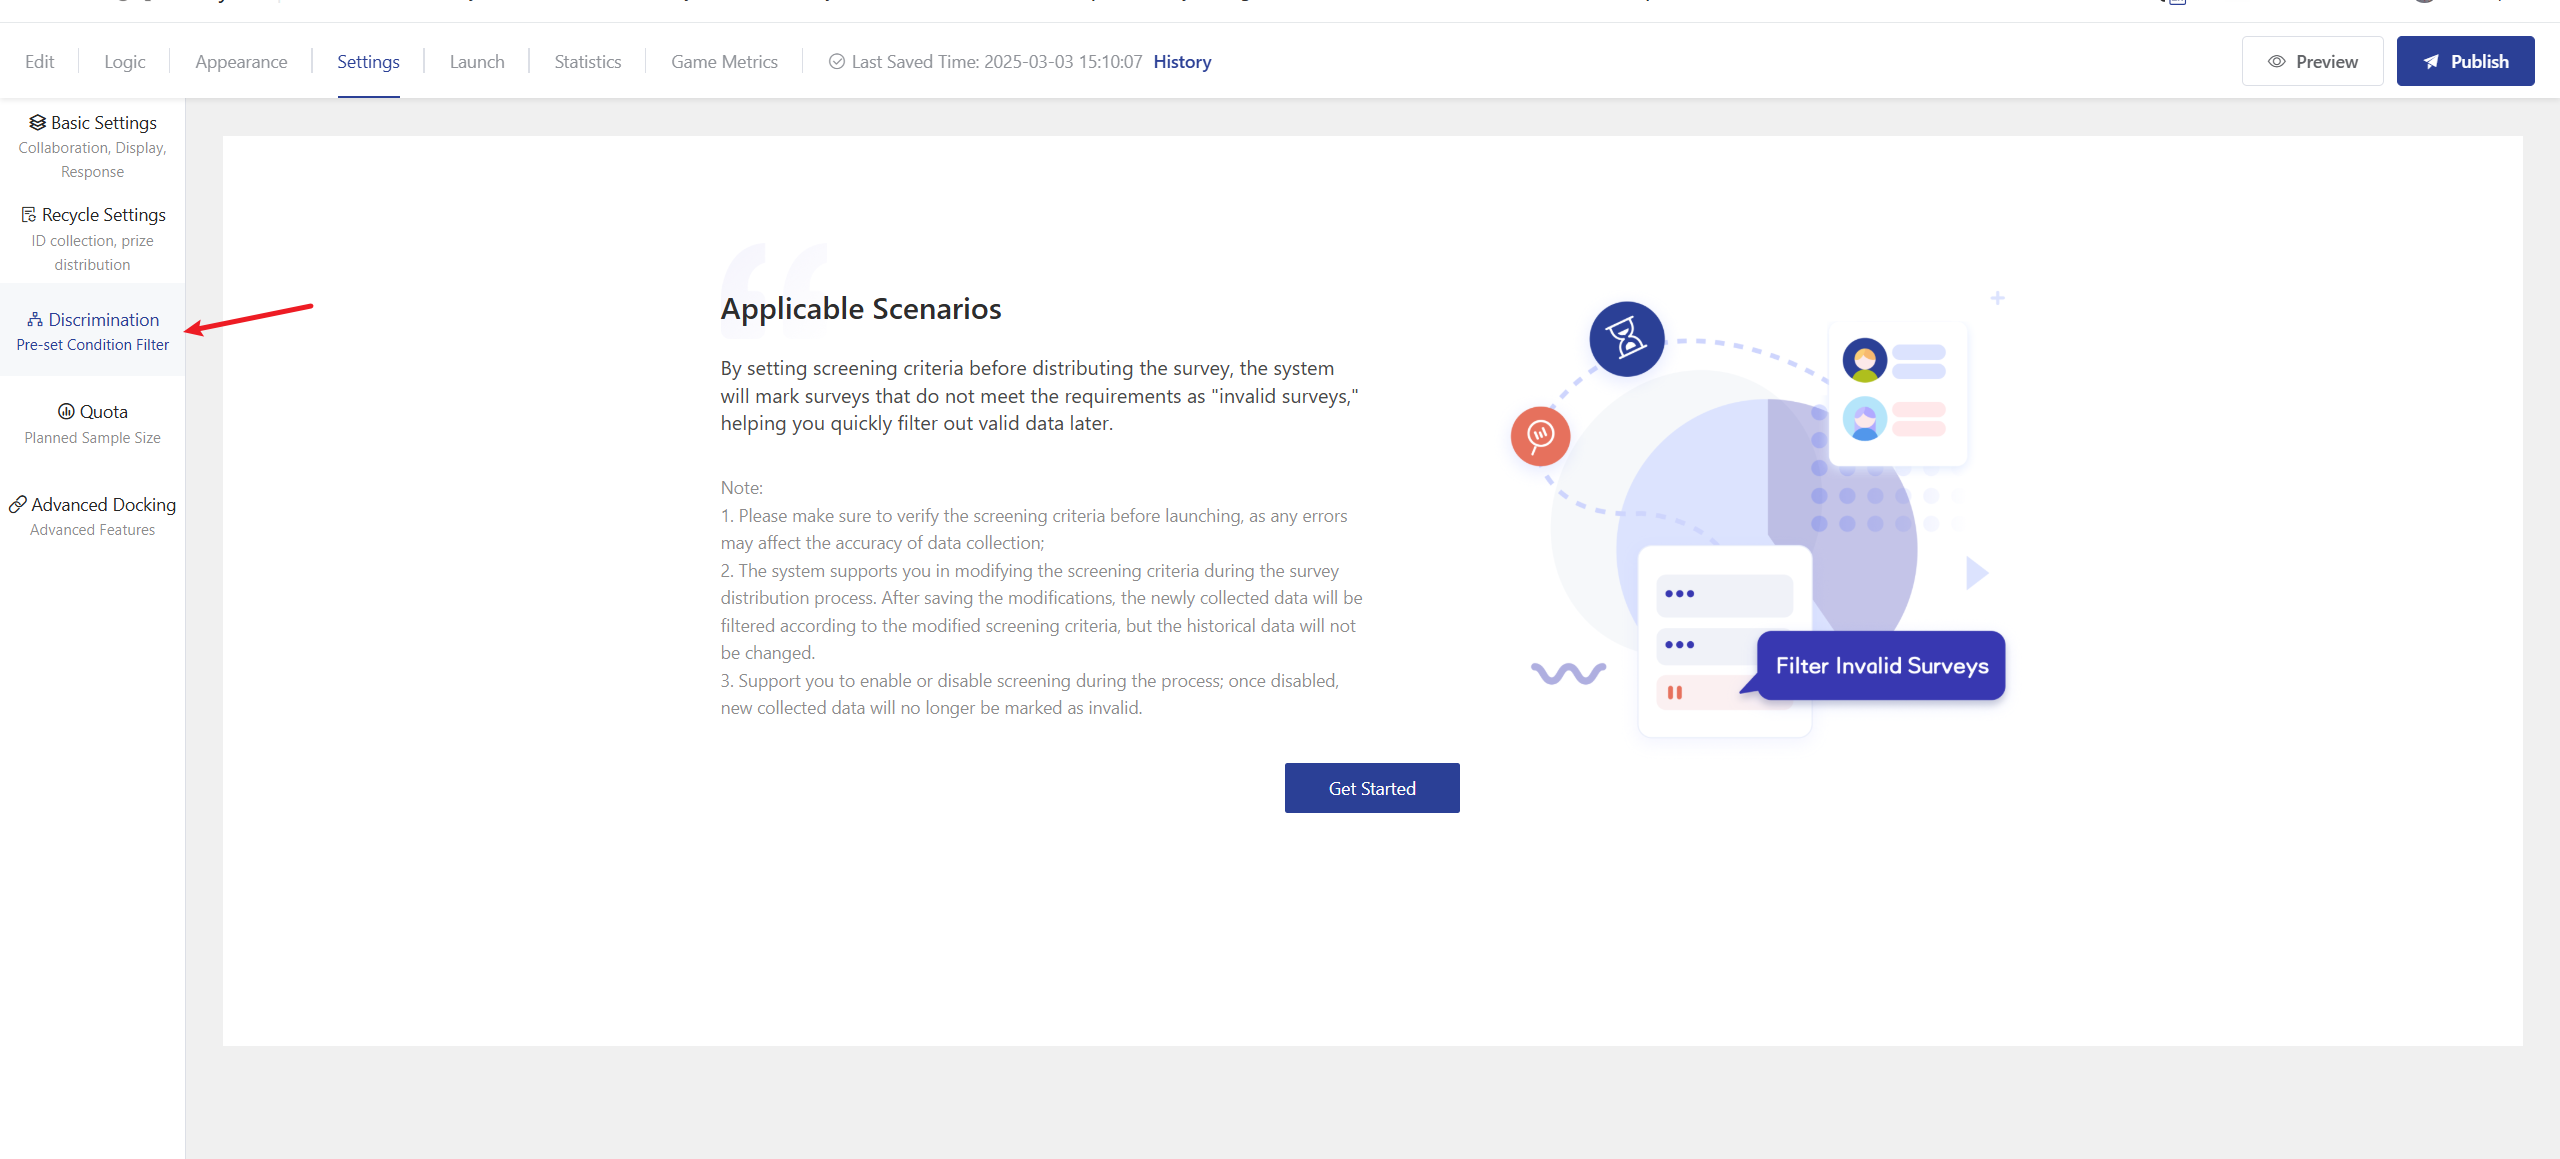 Edit
Logic
Appearance
Settings
Launch
Statistics
Game Metrics
Last Saved Time: 2025-03-03 15:10:07 History
Preview
Publish
Basic Settings
Collaboration, Display,
Response
Recycle Settings
ID collection, prize
distribution
Discrimination
Pre-set Condition Filter
Quota
Planned Sample Size
Advanced Docking
Advanced Features
Applicable Scenarios
By setting screening criteria before distributing the survey, the system
will mark surveys that do not meet the requirements as "invalid surveys,"
helping you quickly filter out valid data later.
Note:
1. Please make sure to verify the screening criteria before launching, as any errors
may affect the accuracy of data collection;
2. The system supports you in modifying the screening criteria during the survey
distribution process. After saving the modifications, the newly collected data will be
filtered according to the modified screening criteria, but the historical data will not
be changed.
3. Support you to enable or disable screening during the process; once disabled,
new collected data will no longer be marked as invalid.
Filter Invalid Surveys
Get Started